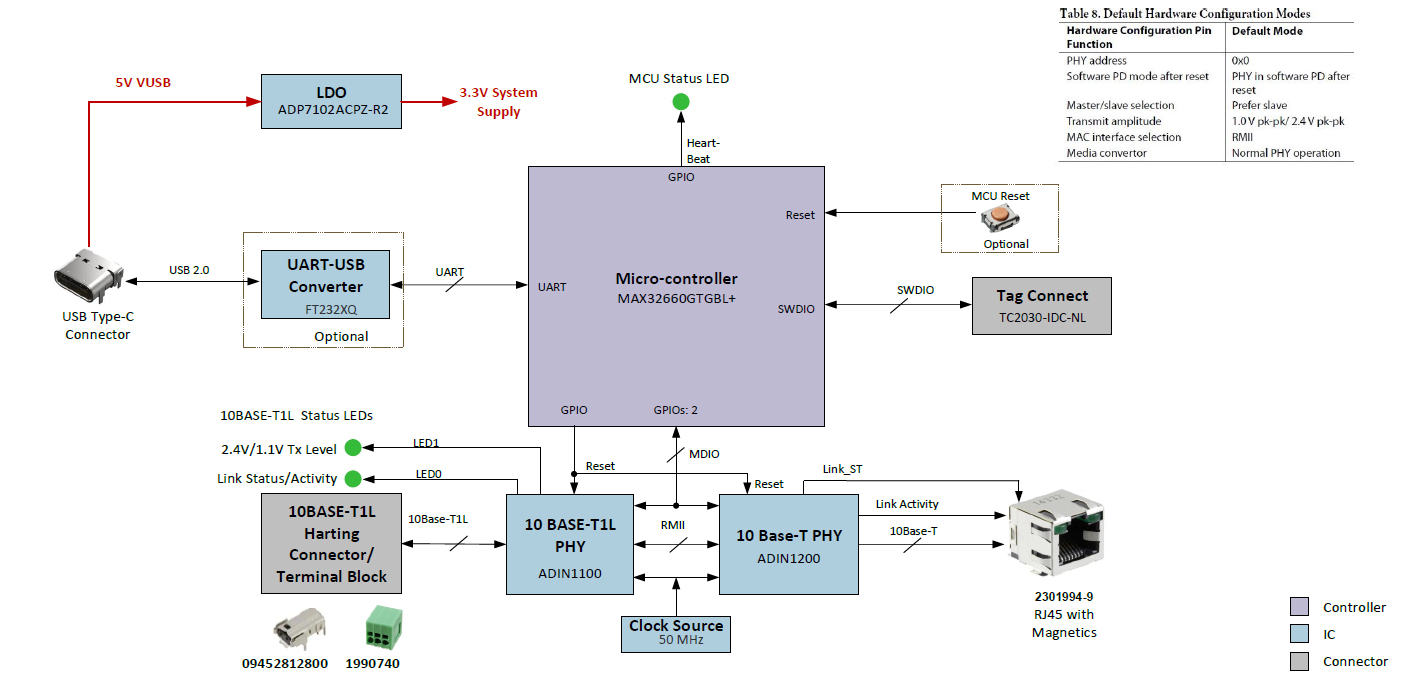 Table 8. Default Hardware Configuration Modes
Hardware Configuration Pin Function
Default Mode
PHY address
0x0
Software PD mode after reset
PHY in software PD after reset
Master/slave selection
Prefer slave
Transmit amplitude
1.0 V pk-pk/ 2.4 V pk-pk
MAC interface selection
RMII
Media convertor
Normal PHY operation
5V VUSB
LDO
ADP7102ACPZ-R2
3.3V System
Supply
MCU Status LED
Heart-
Beat
GPIO
Reset
MCU Reset
Optional
USB 2.0
UART-USB
Converter
FT232XQ
Optional
UART
UART
Micro-controller
MAX32660GTGBL+
SWDIO
SWDIO
Tag Connect
TC2030-IDC-NL
USB Type-C
Connector
GPIO
GPIOs: 2
10BASE-T1L Status LEDs
2.4V/1.1V Tx Level
LED1
Link Status/Activity
LED0
MDIO
Reset
Reset
Link_ST
Link Activity
10Base-T
10BASE-T1L
Harting
Connector/
Terminal Block
10Base-T1L
10 BASE-T1L
PHY
ADIN1100
RMII
10 Base-T PHY
ADIN1200
Clock Source
50 MHz
2301994-9
RJ45 with
Magnetics
09452812800
1990740
Controller
IC
Connector